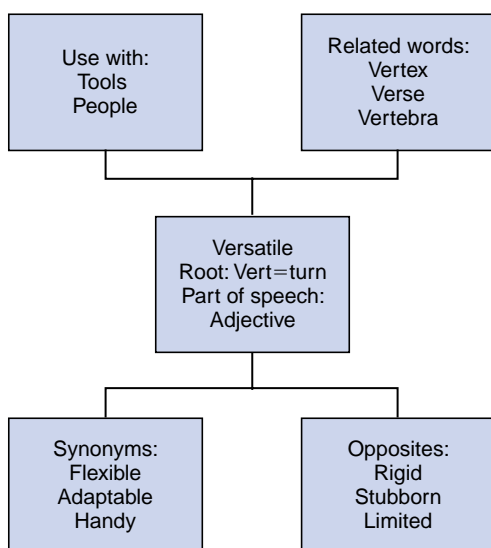 Use with:
Tools
People
Related words:
Vertex
Verse
Vertebra
Versatile
Root: Vert=turn
Part of speech:
Adjective
Synonyms:
Flexible
Adaptable
Handy
Opposites:
Rigid
Stubborn
Limited